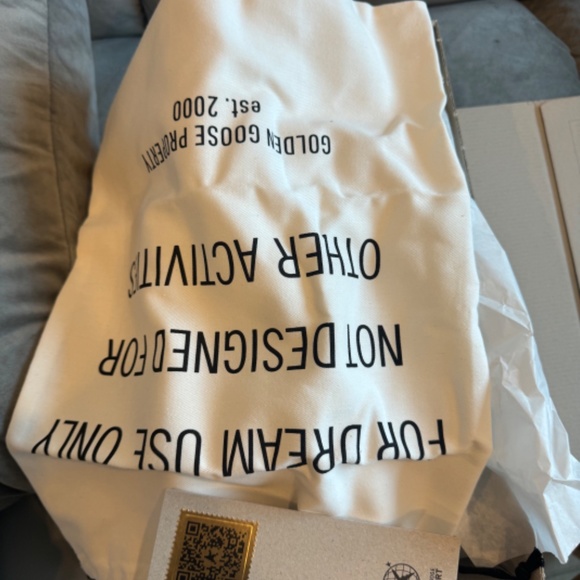 FOR DREAM USE ONLY
NOT DESIGNED FOR
OTHER ACTIVITIES
GOLDEN GOOSE PROPERTY
est. 2000